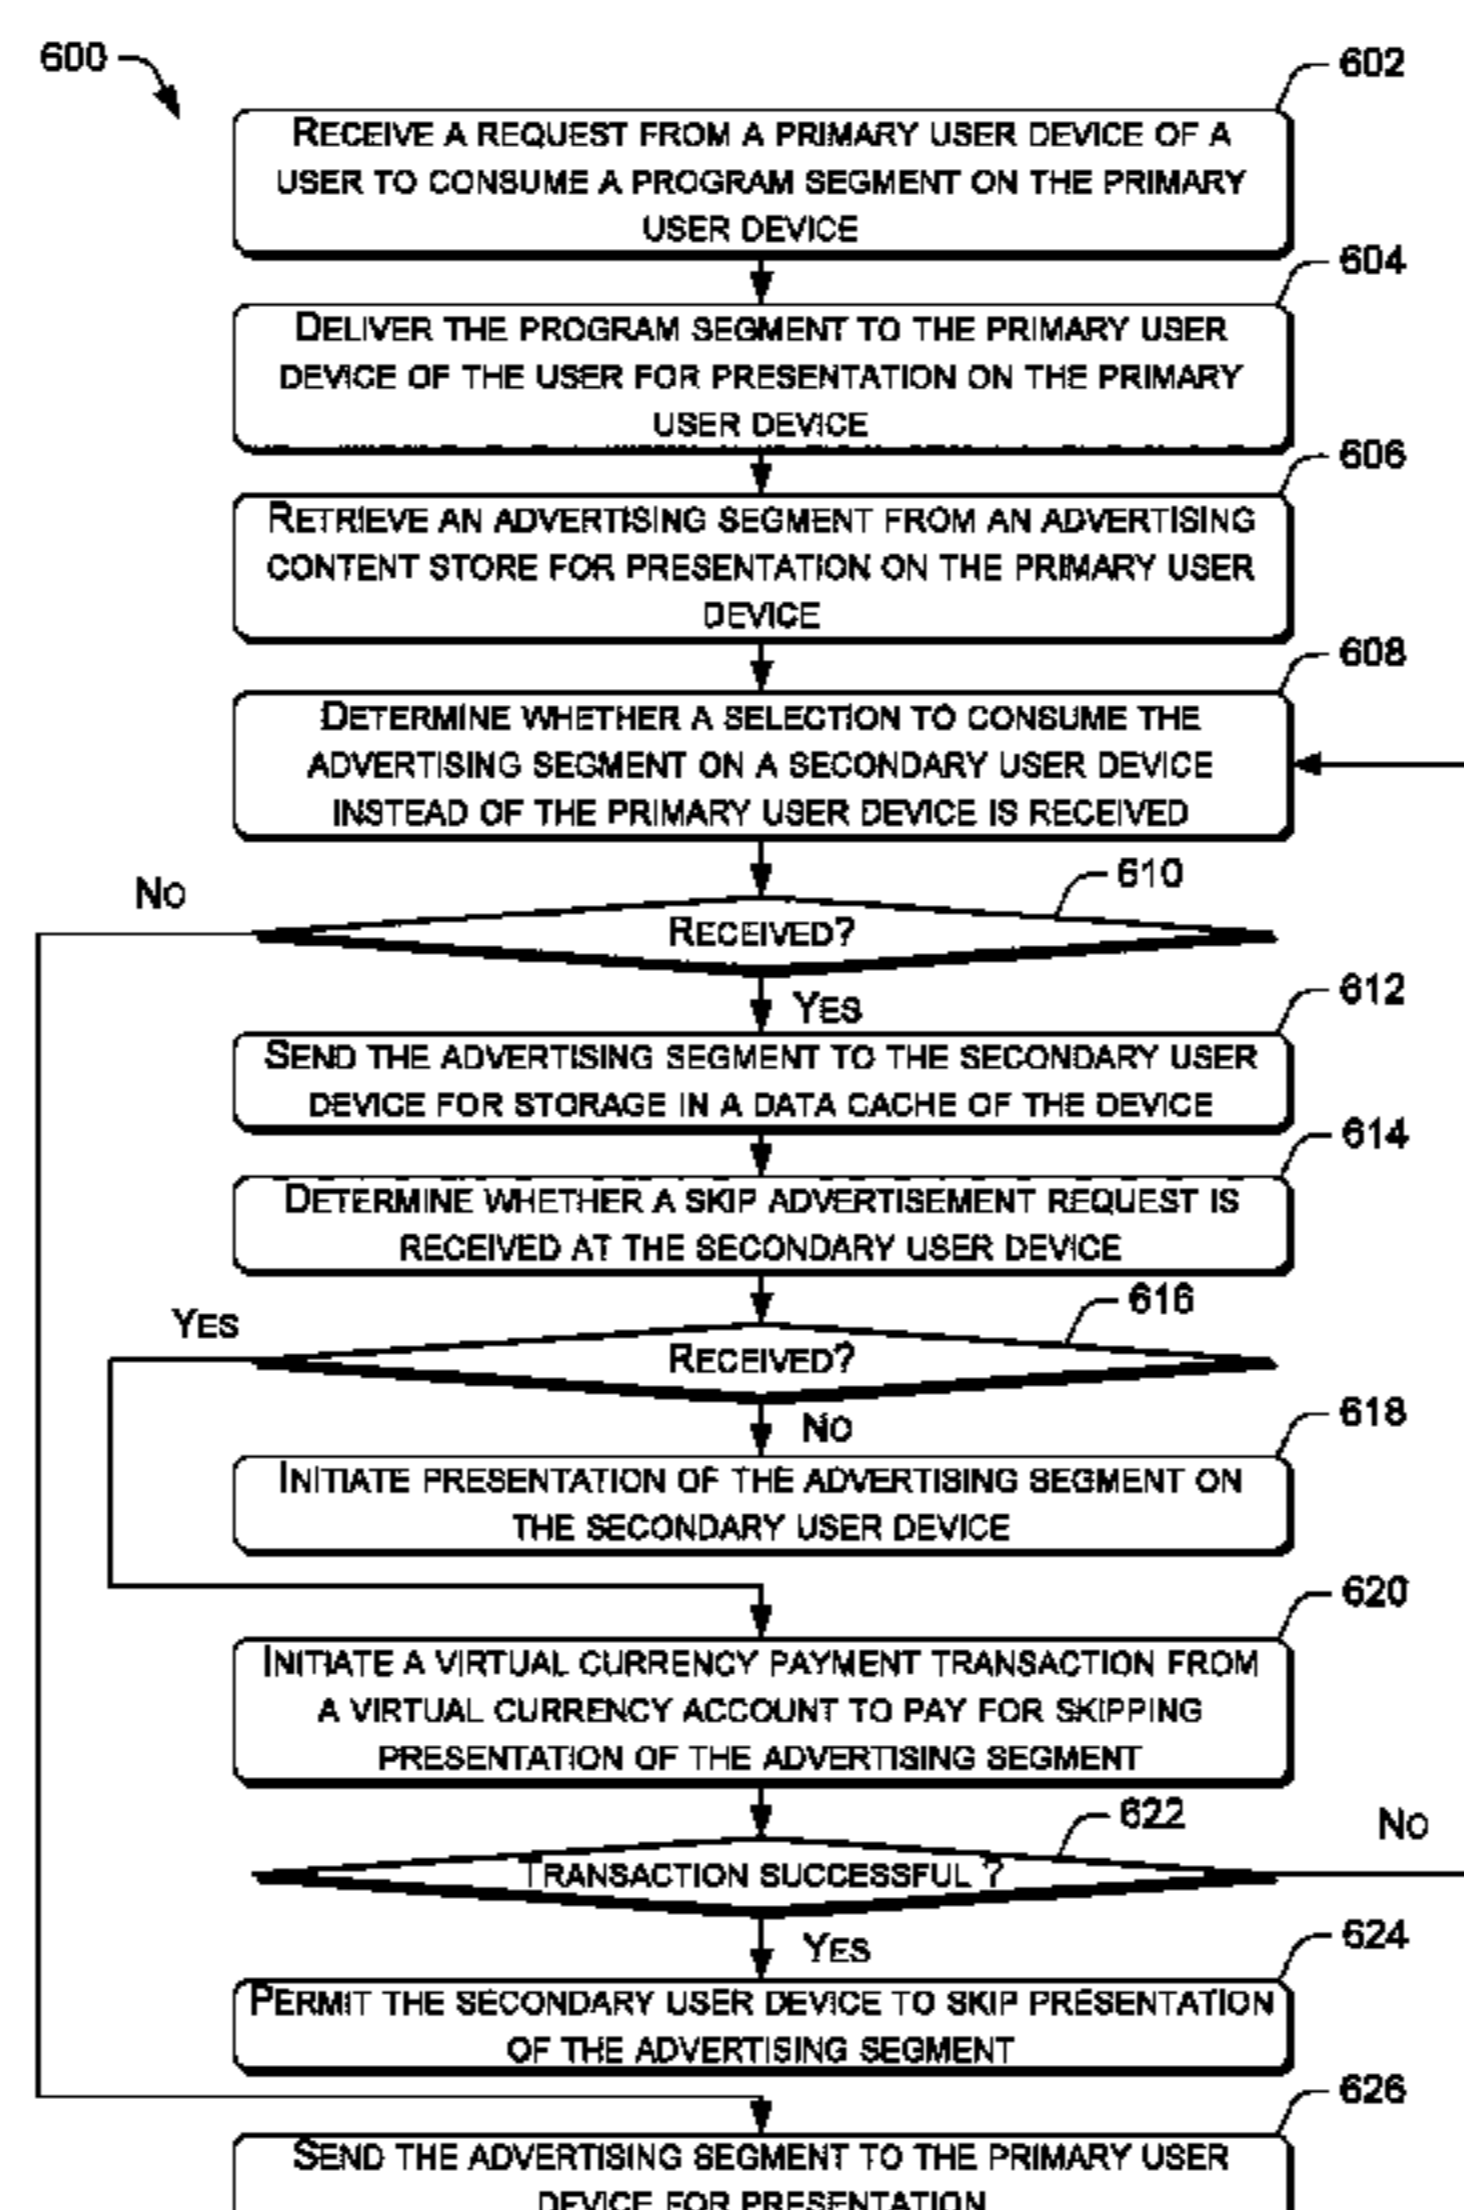 600
602
RECEIVE A REQUEST FROM A PRIMARY USER DEVICE OF A
USER TO CONSUME A PROGRAM SEGMENT ON THE PRIMARY
USER DEVICE
604
DELIVER THE PROGRAM SEGMENT TO THE PRIMARY USER
DEVICE OF THE USER FOR PRESENTATION ON THE PRIMARY
USER DEVICE
606
RETRIEVE AN ADVERTISING SEGMENT FROM AN ADVERTISING
CONTENT STORE FOR PRESENTATION ON THE PRIMARY USER
DEVICE
608
DETERMINE WHETHER A SELECTION TO CONSUME THE
ADVERTISING SEGMENT ON A SECONDARY USER DEVICE
INSTEAD OF THE PRIMARY USER DEVICE IS RECEIVED
610
NO
RECEIVED?
YES
612
SEND THE ADVERTISING SEGMENT TO THE SECONDARY USER
DEVICE FOR STORAGE IN A DATA CACHE OF THE DEVICE
614
DETERMINE WHETHER A SKIP ADVERTISEMENT REQUEST IS
RECEIVED AT THE SECONDARY USER DEVICE
616
YES
RECEIVED?
NO
618
INITIATE PRESENTATION OF THE ADVERTISING SEGMENT ON
THE SECONDARY USER DEVICE
620
INITIATE A VIRTUAL CURRENCY PAYMENT TRANSACTION FROM
A VIRTUAL CURRENCY ACCOUNT TO PAY FOR SKIPPING
PRESENTATION OF THE ADVERTISING SEGMENT
622
NO
TRANSACTION SUCCESSFUL ?
YES
624
PERMIT THE SECONDARY USER DEVICE TO SKIP PRESENTATION
OF THE ADVERTISING SEGMENT
626
SEND THE ADVERTISING SEGMENT TO THE PRIMARY USER
DEVICE FOR PRESENTATION